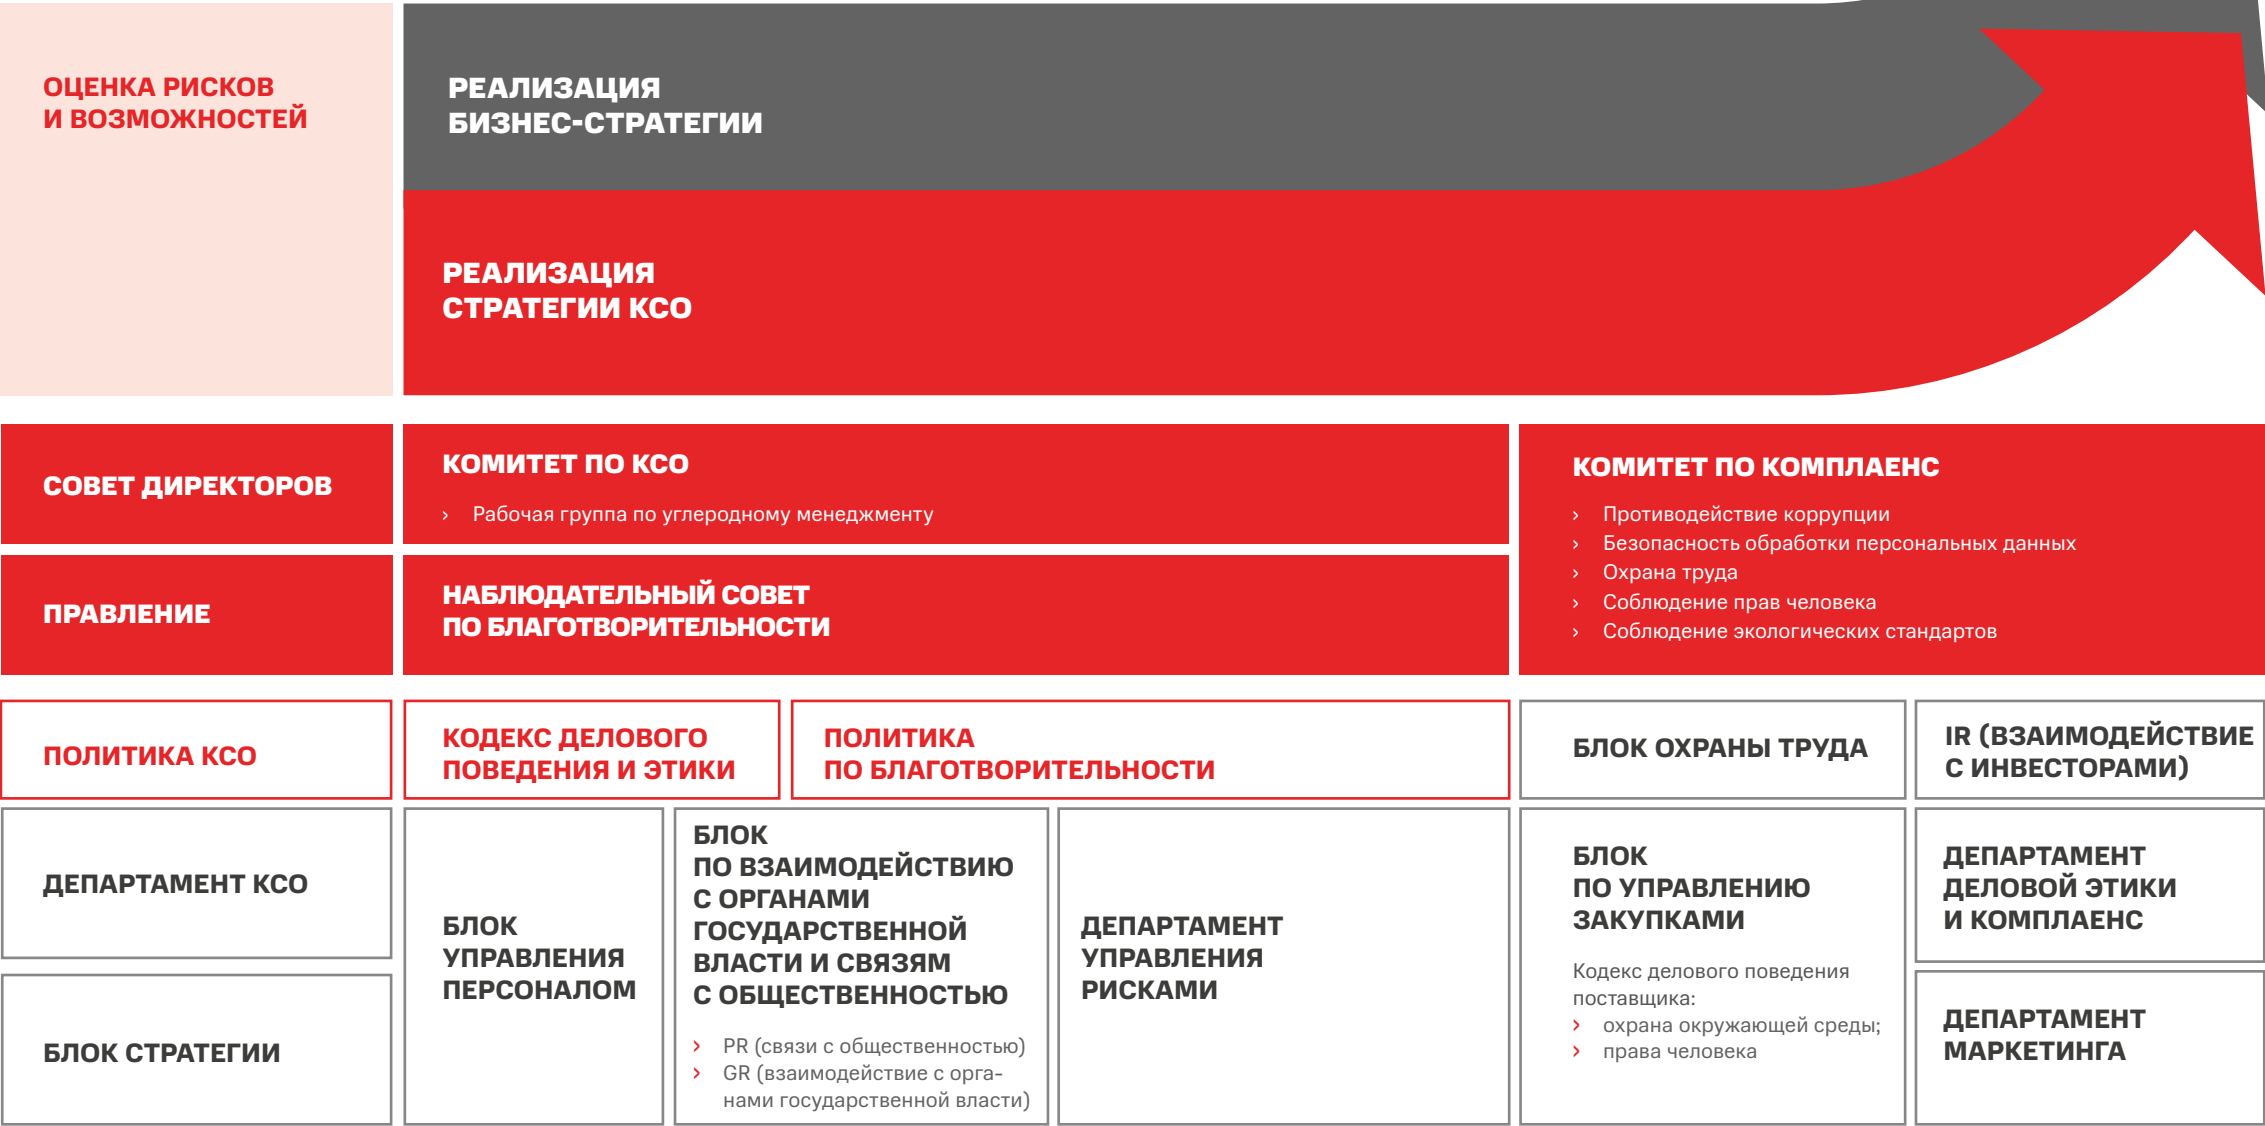 ОЦЕНКА РИСКОВ
И ВОЗМОЖНОСТЕЙ
РЕАЛИЗАЦИЯ
БИЗНЕС-СТРАТЕГИИ
РЕАЛИЗАЦИЯ
СТРАТЕГИИ КСО
СОВЕТ ДИРЕКТОРОВ
КОМИТЕТ ПО КСО
› Рабочая группа по углеродному менеджменту
КОМИТЕТ ПО КОМПЛАЕНС
› Противодействие коррупции
› Безопасность обработки персональных данных
› Охрана труда
› Соблюдение прав человека
› Соблюдение экологических стандартов
ПРАВЛЕНИЕ
НАБЛЮДАТЕЛЬНЫЙ СОВЕТ
ПО БЛАГОТВОРИТЕЛЬНОСТИ
ПОЛИТИКА КСО
КОДЕКС ДЕЛОВОГО
ПОВЕДЕНИЯ И ЭТИКИ
ПОЛИТИКА
ПО БЛАГОТВОРИТЕЛЬНОСТИ
БЛОК ОХРАНЫ ТРУДА
IR (ВЗАИМОДЕЙСТВИЕ
С ИНВЕСТОРАМИ)
ДЕПАРТАМЕНТ КСО
БЛОК СТРАТЕГИИ
БЛОК
УПРАВЛЕНИЯ
ПЕРСОНАЛОМ
БЛОК
ПО ВЗАИМОДЕЙСТВИЮ
С ОРГАНАМИ
ГОСУДАРСТВЕННОЙ
ВЛАСТИ И СВЯЗЯМ
С ОБЩЕСТВЕННОСТЬЮ
› PR (связи с общественностью)
› GR (взаимодействие с орга-
нами государственной власти)
ДЕПАРТАМЕНТ
УПРАВЛЕНИЯ
РИСКАМИ
БЛОК
ПО УПРАВЛЕНИЮ
ЗАКУПКАМИ
Кодекс делового поведения
поставщика:
› охрана окружающей среды;
› права человека
ДЕПАРТАМЕНТ
ДЕЛОВОЙ ЭТИКИ
И КОМПЛАЕНС
ДЕПАРТАМЕНТ
МАРКЕТИНГА